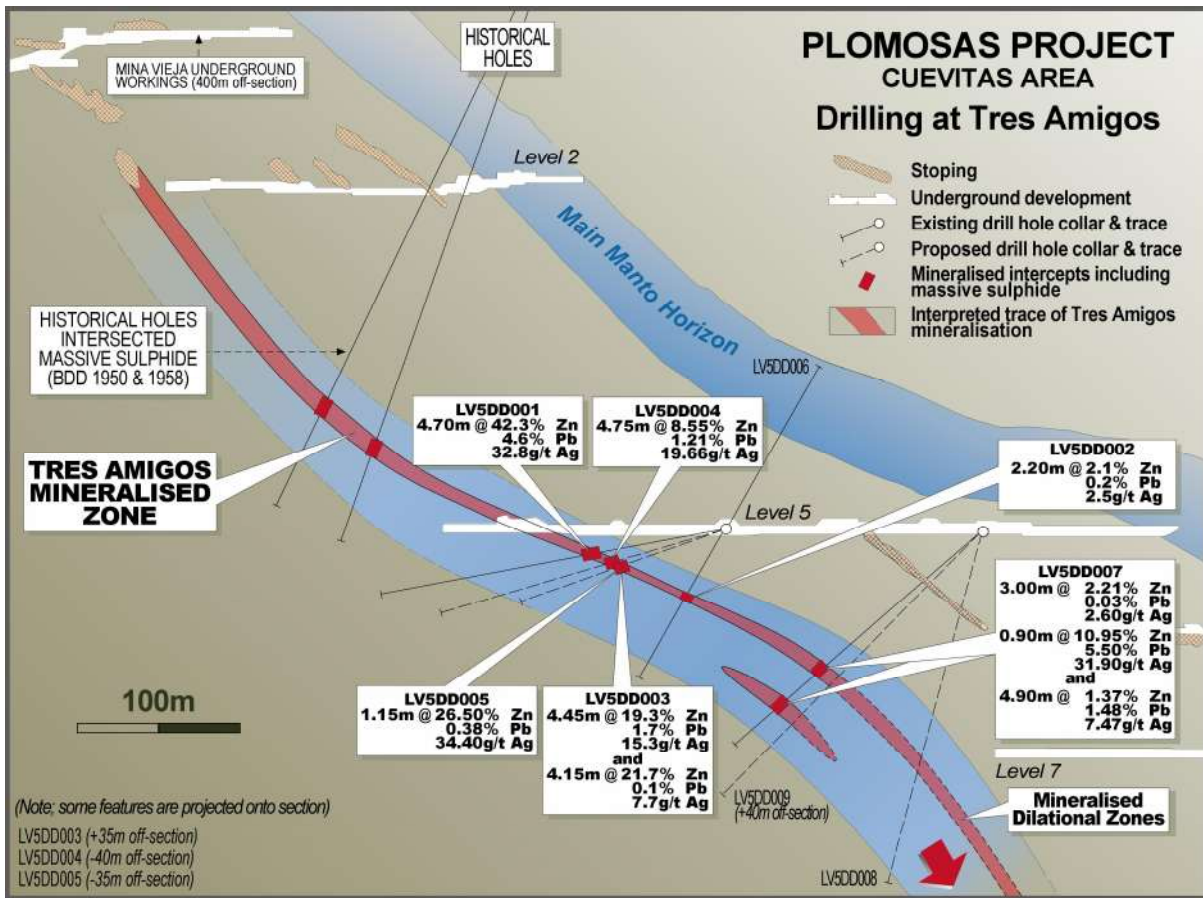 PLOMOSAS PROJECT
CUEVITAS AREA
Drilling at Tres Amigos
Stoping
Underground development
Existing drill hole collar & trace
Proposed drill hole collar & trace
Mineralised intercepts including
massive sulphide
Interpreted trace of Tres Amigos
mineralisation
HISTORICAL
HOLES
MINA VIEJA UNDERGROUND
WORKINGS (400m off-section)
Level 2
Main Manto Horizon
HISTORICAL HOLES
INTERSECTED
MASSIVE SULPHIDE
(BDD 1950 & 1958)
LV5DD006
TRES AMIGOS
MINERALISED
ZONE
LV5DD001
4.70m @ 42.3% Zn
4.6% Pb
32.8g/t Ag
LV5DD004
4.75m @ 8.55% Zn
1.21% Pb
19.66g/t Ag
LV5DD002
2.20m @ 2.1% Zn
0.2% Pb
2.5g/t Ag
Level 5
LV5DD007
3.00m @ 2.21% Zn
0.03% Pb
2.60g/t Ag
0.90m @ 10.95% Zn
5.50% Pb
31.90g/t Ag
and
4.90m @ 1.37% Zn
1.48% Pb
7.47g/t Ag
LV5DD005
1.15m @ 26.50% Zn
0.38% Pb
34.40g/t Ag
LV5DD003
4.45m @ 19.3% Zn
1.7% Pb
15.3g/t Ag
and
4.15m @ 21.7% Zn
0.1% Pb
7.7g/t Ag
100m
Level 7
LV5DD009
(+40m off-section)
Mineralised
Dilational Zones
LV5DD008
(Note; some features are projected onto section)
LV5DD003 (+35m off-section)
LV5DD004 (-40m off-section)
LV5DD005 (-35m off-section)